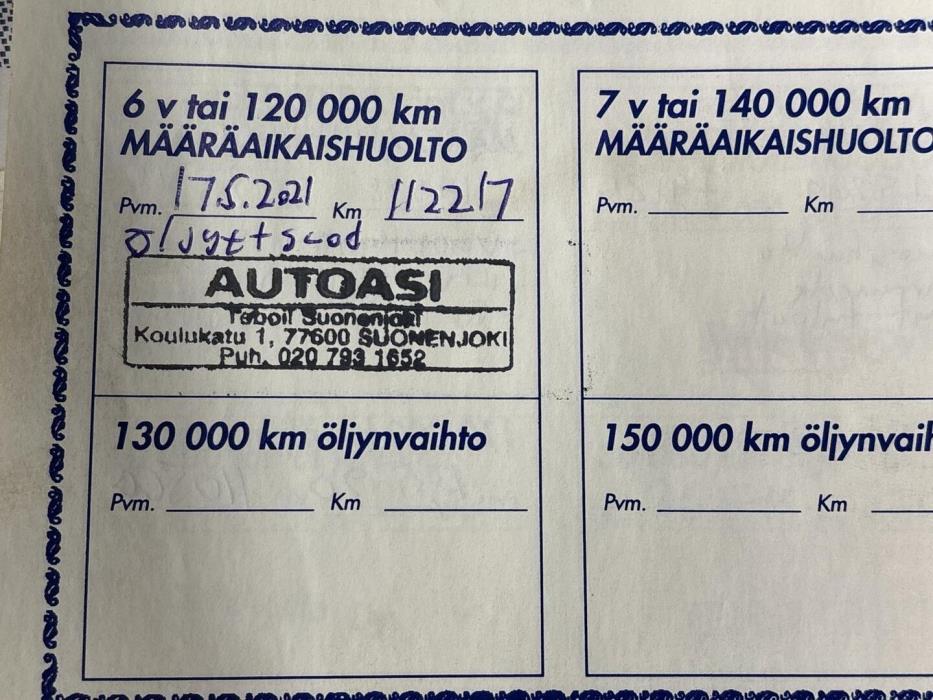 6 v tai 120 000 km
MÄÄRÄAIKAISHUOLTO
Pvm. 17.5.2021 Km 112217
öljyt + scod
AUTOASI
Teboil Suonenjoki
Koulukatu 1, 77600 SUONENJOKI
Puh. 020 793 1652
130 000 km öljynvaihto
Pvm. Km
7 v tai 140 000 km
MÄÄRÄAIKAISHUOLTO
Pvm. Km
150 000 km öljynvaih
Pvm. Km